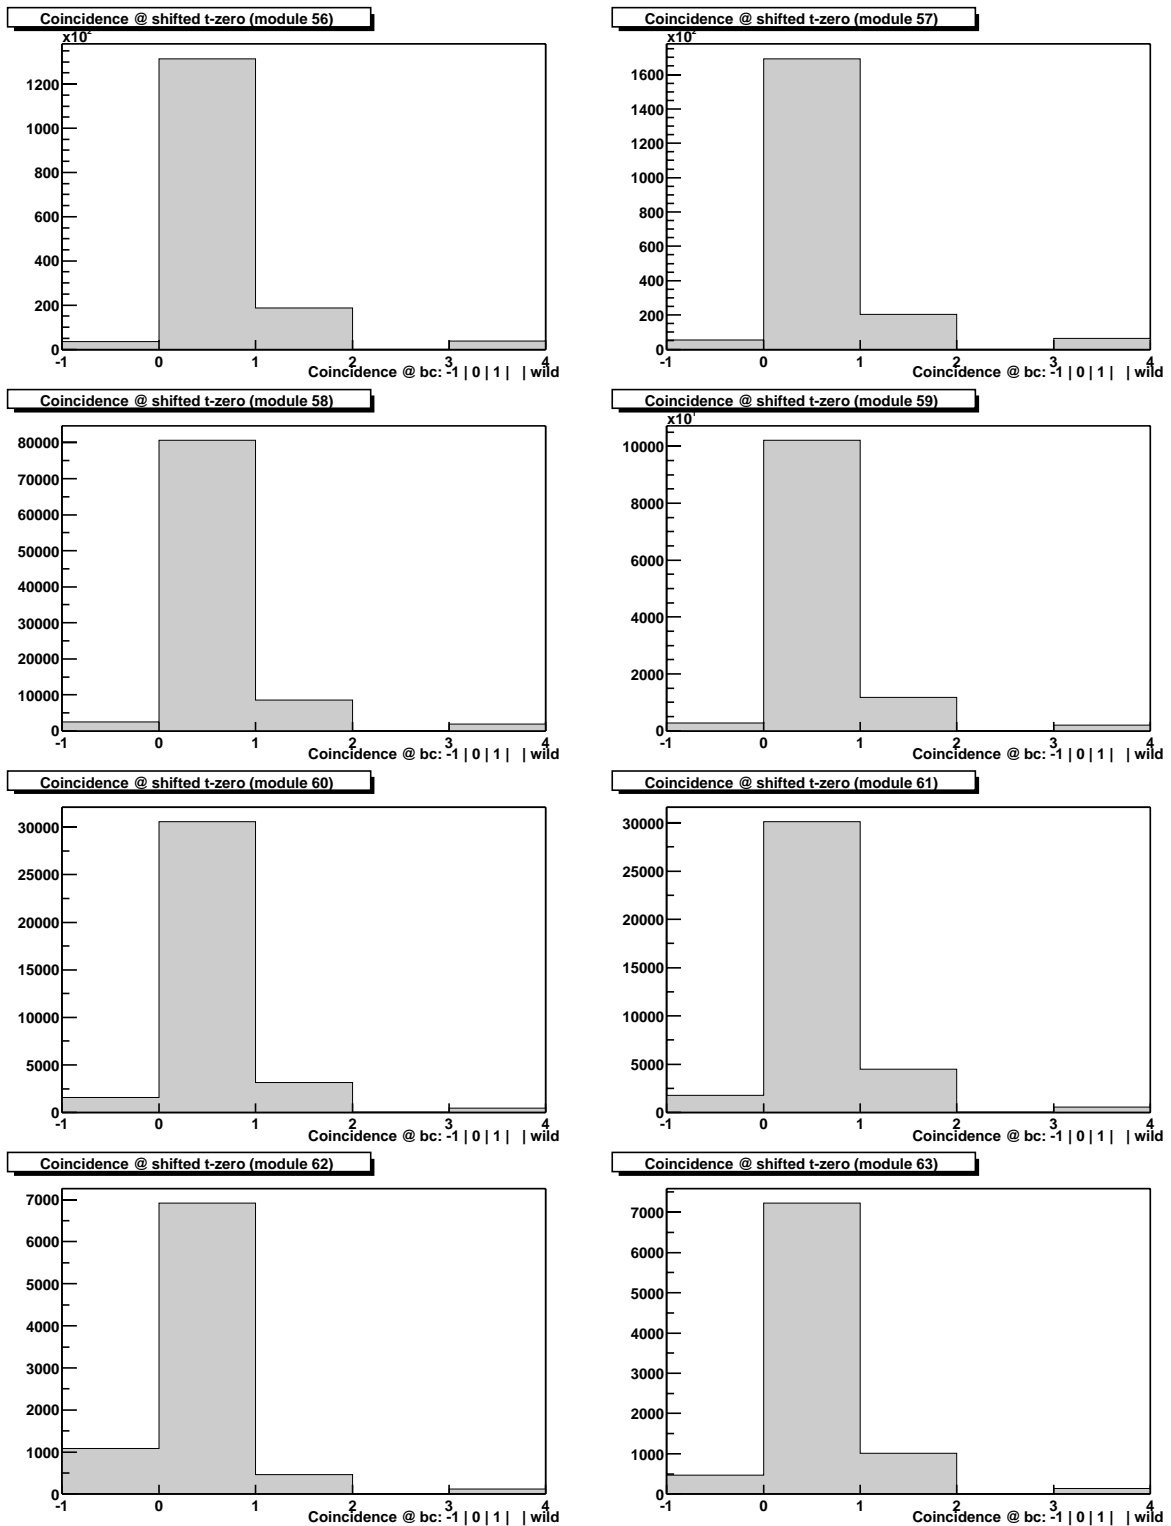 Coincidence @ shifted t-zero (module 56)
x10²
1200
1000
800
600
400
200
0
-1 0 1 2 3 4
Coincidence @ bc: -1 | 0 | 1 | | wild
Coincidence @ shifted t-zero (module 57)
x10²
1600
1400
1200
1000
800
600
400
200
0
-1 0 1 2 3 4
Coincidence @ bc: -1 | 0 | 1 | | wild
Coincidence @ shifted t-zero (module 58)
80000
70000
60000
50000
40000
30000
20000
10000
0
-1 0 1 2 3 4
Coincidence @ bc: -1 | 0 | 1 | | wild
Coincidence @ shifted t-zero (module 59)
x10¹
10000
8000
6000
4000
2000
0
-1 0 1 2 3 4
Coincidence @ bc: -1 | 0 | 1 | | wild
Coincidence @ shifted t-zero (module 60)
30000
25000
20000
15000
10000
5000
0
-1 0 1 2 3 4
Coincidence @ bc: -1 | 0 | 1 | | wild
Coincidence @ shifted t-zero (module 61)
30000
25000
20000
15000
10000
5000
0
-1 0 1 2 3 4
Coincidence @ bc: -1 | 0 | 1 | | wild
Coincidence @ shifted t-zero (module 62)
7000
6000
5000
4000
3000
2000
1000
0
-1 0 1 2 3 4
Coincidence @ bc: -1 | 0 | 1 | | wild
Coincidence @ shifted t-zero (module 63)
7000
6000
5000
4000
3000
2000
1000
0
-1 0 1 2 3 4
Coincidence @ bc: -1 | 0 | 1 | | wild